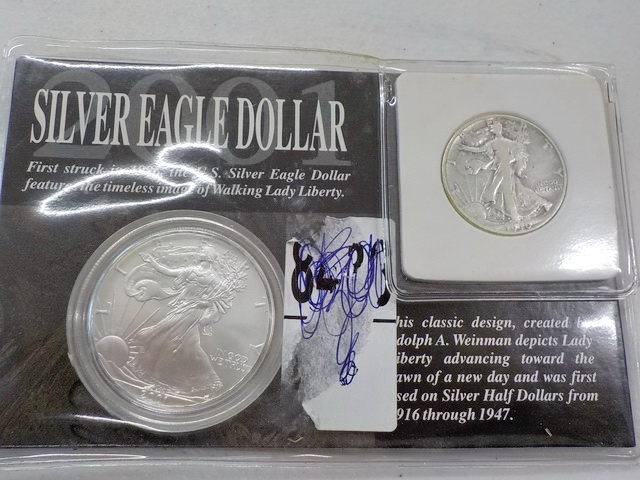 2001
SILVER EAGLE DOLLAR
First struck in the U.S. Silver Eagle Dollar
features the timeless image of Walking Lady Liberty.
his classic design, created b
dolph A. Weinman depicts Lady
iberty advancing toward the
awn of a new day and was first
sed on Silver Half Dollars from
916 through 1947.